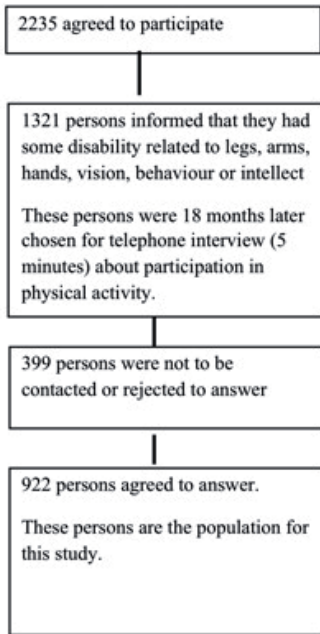 2235 agreed to participate
1321 persons informed that they had
some disability related to legs, arms,
hands, vision, behaviour or intellect
These persons were 18 months later
chosen for telephone interview (5
minutes) about participation in
physical activity.
399 persons were not to be
contacted or rejected to answer
922 persons agreed to answer.
These persons are the population for
this study.